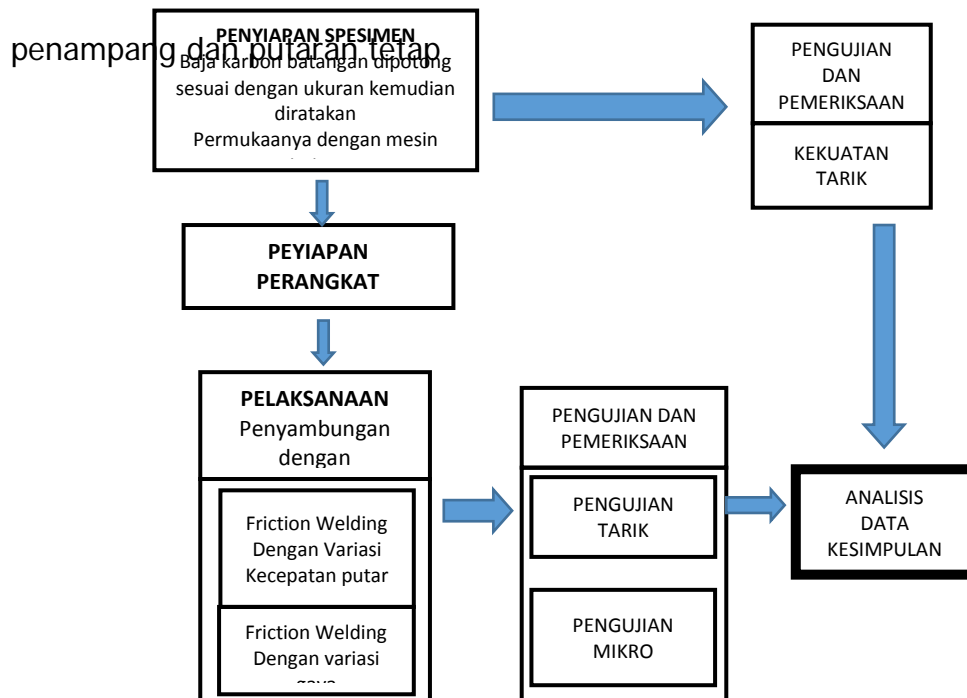 penampang dan putaran tetap
PENYIAPAN SPESIMEN
Baja karbon batangan dipotong
sesuai dengan ukuran kemudian
diratakan
Permukaanya dengan mesin
PENGUJIAN
DAN
PEMERIKSAAN
KEKUATAN
TARIK
PEYIAPAN
PERANGKAT
PELAKSANAAN
Penyambungan
dengan
Friction Welding
Dengan Variasi
Kecepatan putar
Friction Welding
Dengan variasi
PENGUJIAN DAN
PEMERIKSAAN
PENGUJIAN
TARIK
PENGUJIAN
MIKRO
ANALISIS
DATA
KESIMPULAN